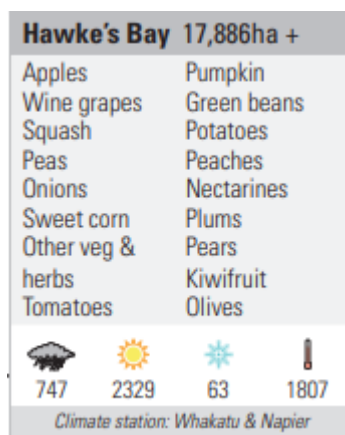 Hawke's Bay 17,886ha +
Apples
Wine grapes
Squash
Peas
Onions
Sweet corn
Other veg &
herbs
Tomatoes
Pumpkin
Green beans
Potatoes
Peaches
Nectarines
Plums
Pears
Kiwifruit
Olives
747 2329 63 1807
Climate station: Whakatu & Napier